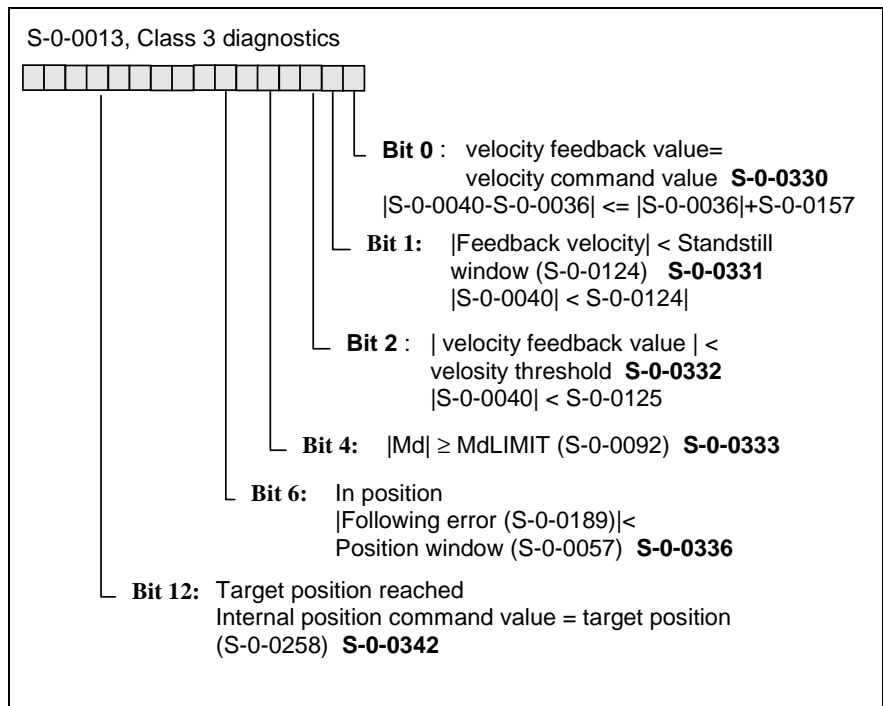 S-0-0013, Class 3 diagnostics
Bit 0 : velocity feedback value=
velocity command value S-0-0330
|S-0-0040-S-0-0036| <= |S-0-0036|+S-0-0157
Bit 1: |Feedback velocity| < Standstill
window (S-0-0124) S-0-0331
|S-0-0040| < S-0-0124|
Bit 2 : | velocity feedback value | <
velosity threshold S-0-0332
|S-0-0040| < S-0-0125
Bit 4: |Md| ≥ MdLIMIT (S-0-0092) S-0-0333
Bit 6: In position
|Following error (S-0-0189)|<
Position window (S-0-0057) S-0-0336
Bit 12: Target position reached
Internal position command value = target position
(S-0-0258) S-0-0342